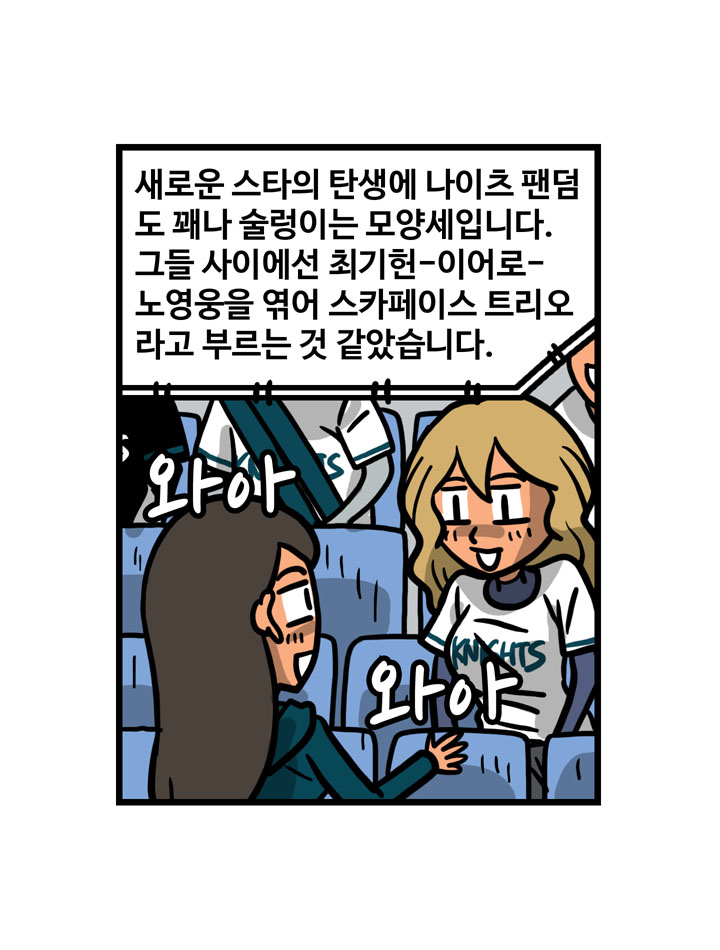 새로운 스타의 탄생에 나이츠 팬덤
도 꽤나 술렁이는 모양세입니다.
그들 사이에선 최기헌-이어로-
노영웅을 엮어 스카페이스 트리오
라고 부르는 것 같았습니다.
KNIGHTS
와아
KNIGHTS
와아